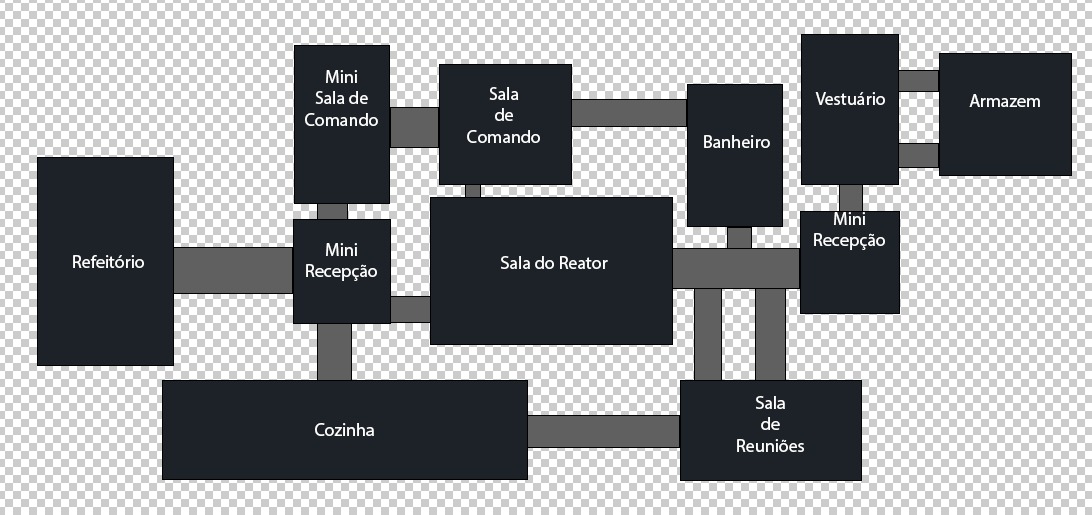 Mini
Sala de
Comando
Sala
de
Comando
Banheiro
Vestuário
Armazem
Refeitório
Mini
Recepção
Sala do Reator
Mini
Recepção
Cozinha
Sala
de
Reuniões